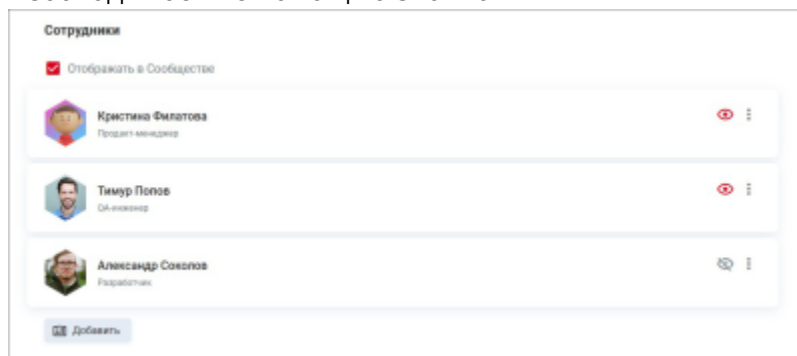 Сотрудники
Отображать в Сообществе
Кристина Филатова
Продакт-менеджер
Тимур Попов
QA-инженер
Александр Соколов
Разработчик
Добавить